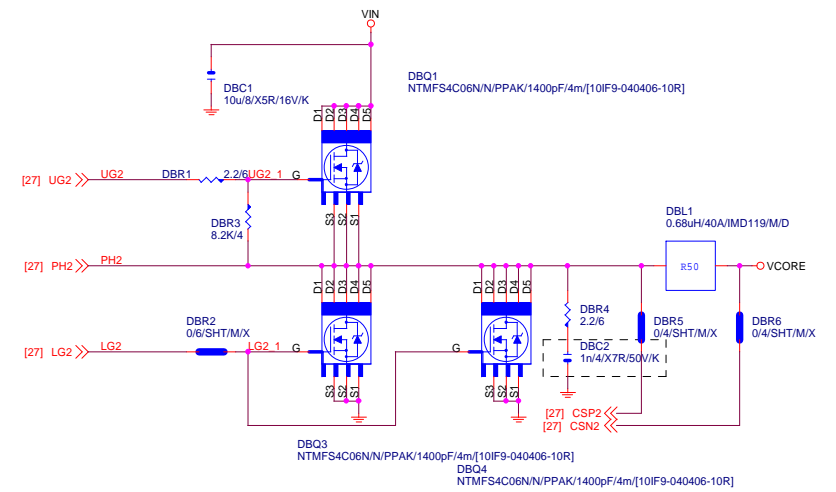 VIN
DBC1
10u/8/X5R/16V/K
DBQ1
NTMFS4C06N/N/PPAK/1400pF/4m/[10IF9-040406-10R]
D1
D2
D3
D4
D5
[27] UG2
UG2
DBR1
2.2/6
UG2_1
G
S3
S2
S1
DBR3
8.2K/4
DBL1
0.68uH/40A/IMD119/M/D
[27] PH2
PH2
R50
VCORE
D1
D2
D3
D4
D5
D1
D2
D3
D4
D5
DBR2
0/6/SHT/M/X
DBR4
2.2/6
DBR5
0/4/SHT/M/X
DBR6
0/4/SHT/M/X
[27] LG2
LG2
LG2_1
G
G
DBC2
1n/4/X7R/50V/K
S3
S2
S1
S3
S2
S1
[27] CSP2
[27] CSN2
DBQ3
NTMFS4C06N/N/PPAK/1400pF/4m/[10IF9-040406-10R]
DBQ4
NTMFS4C06N/N/PPAK/1400pF/4m/[10IF9-040406-10R]